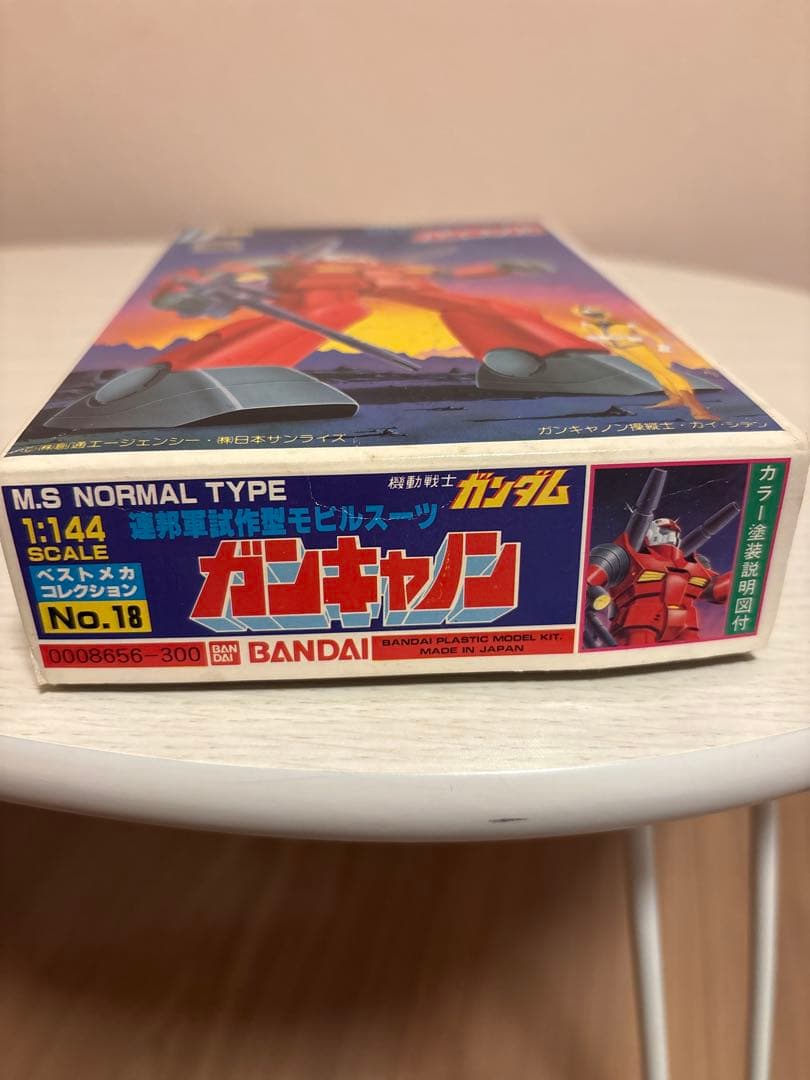 ㈱創通エージェンシー・㈱日本サンライズ
ガンキャノン操縦士・カイ・シデン
M.S NORMAL TYPE
機動戦士 ガンダム
1:144
SCALE
連邦軍試作型モビルスーツ
ベストメカ
コレクション
No.18
ガンキャノン
0008656-300
BAN
DAI
BANDAI
BANDAI PLASTIC MODEL KIT.
MADE IN JAPAN
カラー塗装説明図付